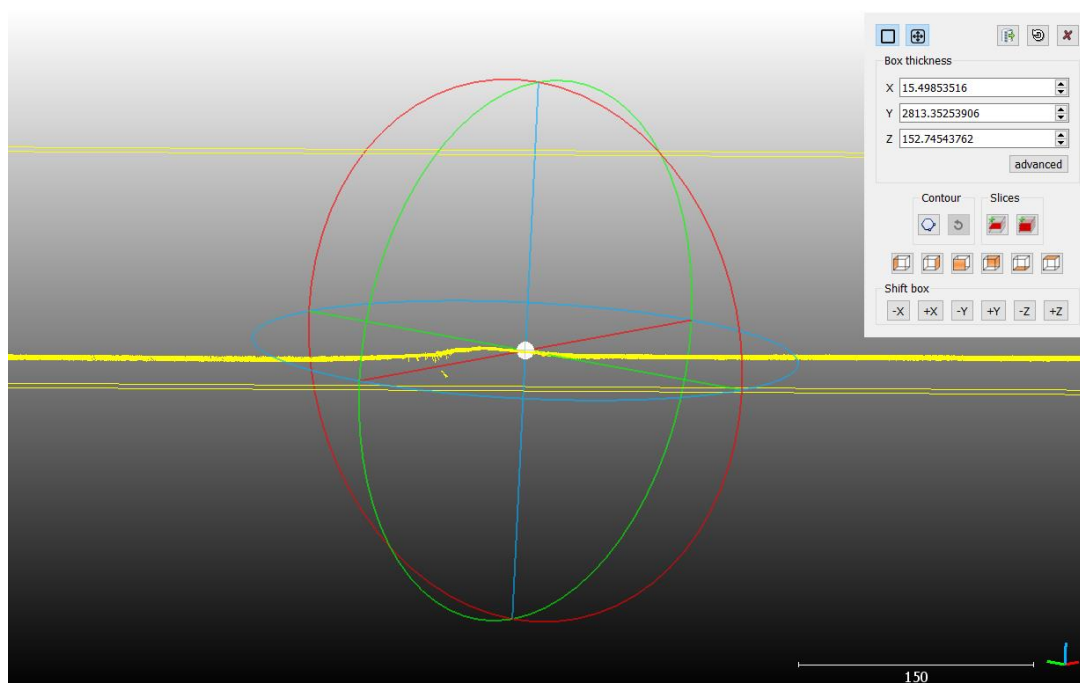 Box thickness
X 15.49853516
Y 2813.35253906
Z 152.74543762
advanced
Contour Slices
Shift box
-X +X -Y +Y -Z +Z
150